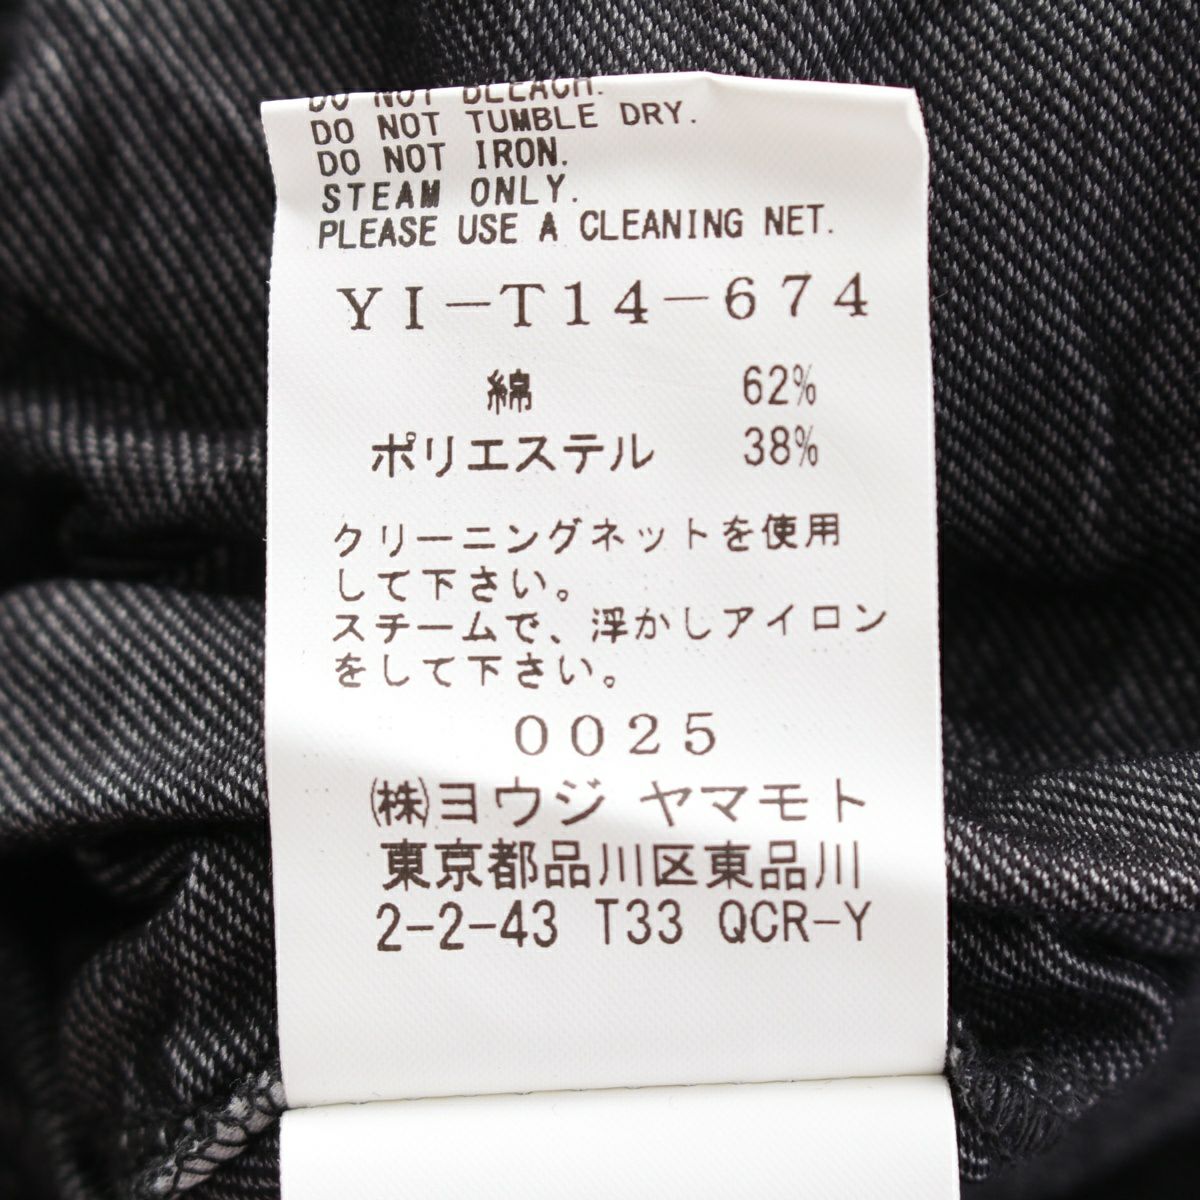 DO NOT BLEACH.
DO NOT TUMBLE DRY.
DO NOT IRON.
STEAM ONLY.
PLEASE USE A CLEANING NET.
YI-T14-674
綿 62%
ポリエステル 38%
クリーニングネットを使用
して下さい。
スチームで、浮かしアイロン
をして下さい。
0025
㈱ヨウジ ヤマモト
東京都品川区東品川
2-2-43 T33 QCR-Y